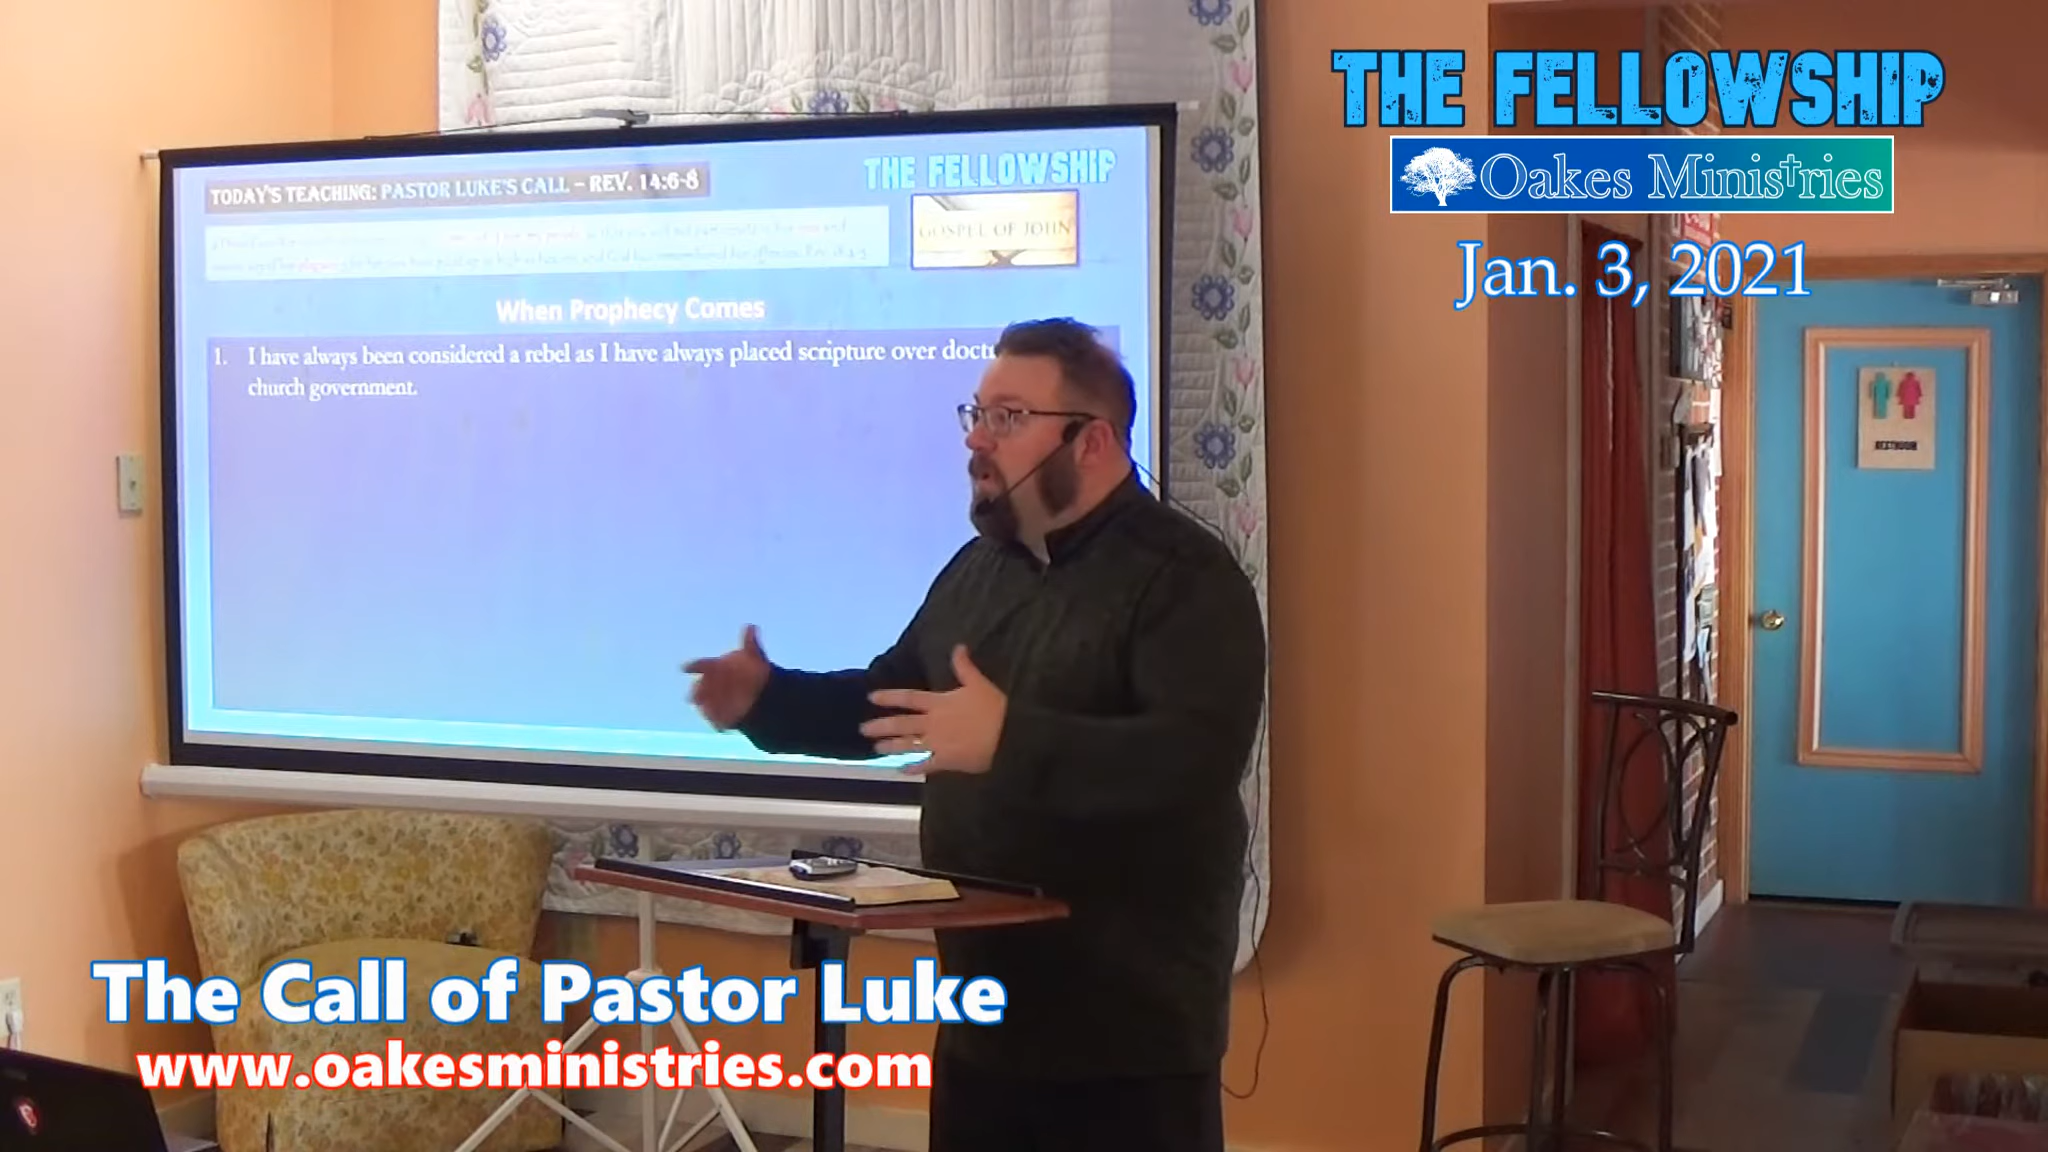 THE FELLOWSHIP
Oakes Ministries
Jan. 3, 2021
TODAY'S TEACHING: PASTOR LUKE'S CALL – REV. 14:6-8
THE FELLOWSHIP
GOSPEL OF JOHN
When Prophecy Comes
1. I have always been considered a rebel as I have always placed scripture over
church government.
The Call of Pastor Luke
www.oakesministries.com